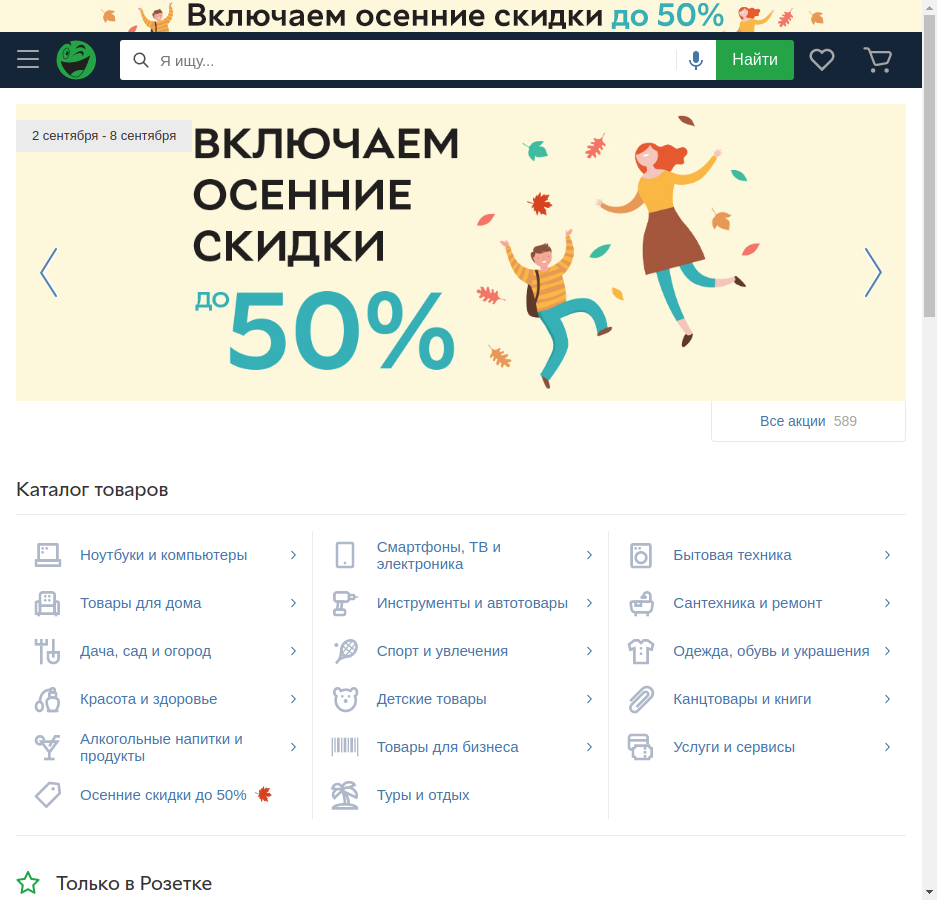 Включаем осенние скидки до 50%
Я ищу...
Найти
2 сентября - 8 сентября
ВКЛЮЧАЕМ
ОСЕННИЕ
СКИДКИ
ДО
50%
Все акции 589
Каталог товаров
Ноутбуки и компьютеры
Товары для дома
Дача, сад и огород
Красота и здоровье
Алкогольные напитки и
продукты
Осенние скидки до 50%
Смартфоны, ТВ и
электроника
Инструменты и автотовары
Спорт и увлечения
Детские товары
Товары для бизнеса
Туры и отдых
Бытовая техника
Сантехника и ремонт
Одежда, обувь и украшения
Канцтовары и книги
Услуги и сервисы
Только в Розетке